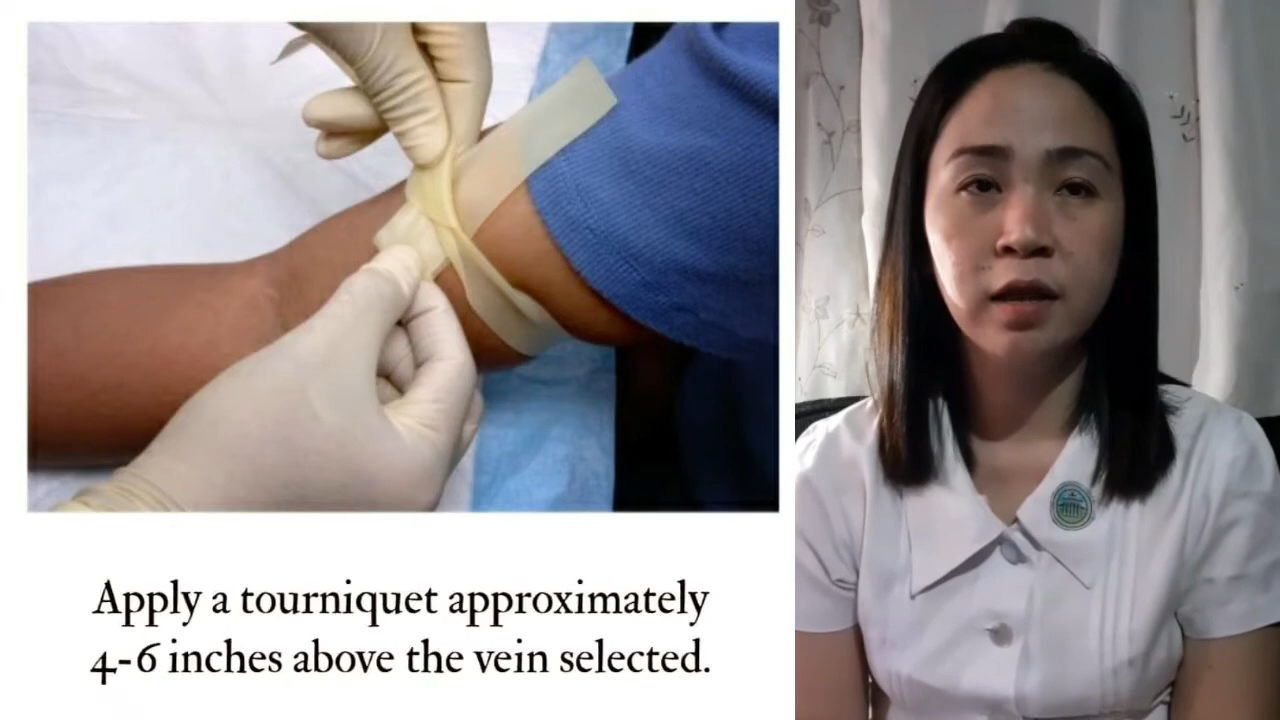 Apply a tourniquet approximately
4-6 inches above the vein selected.